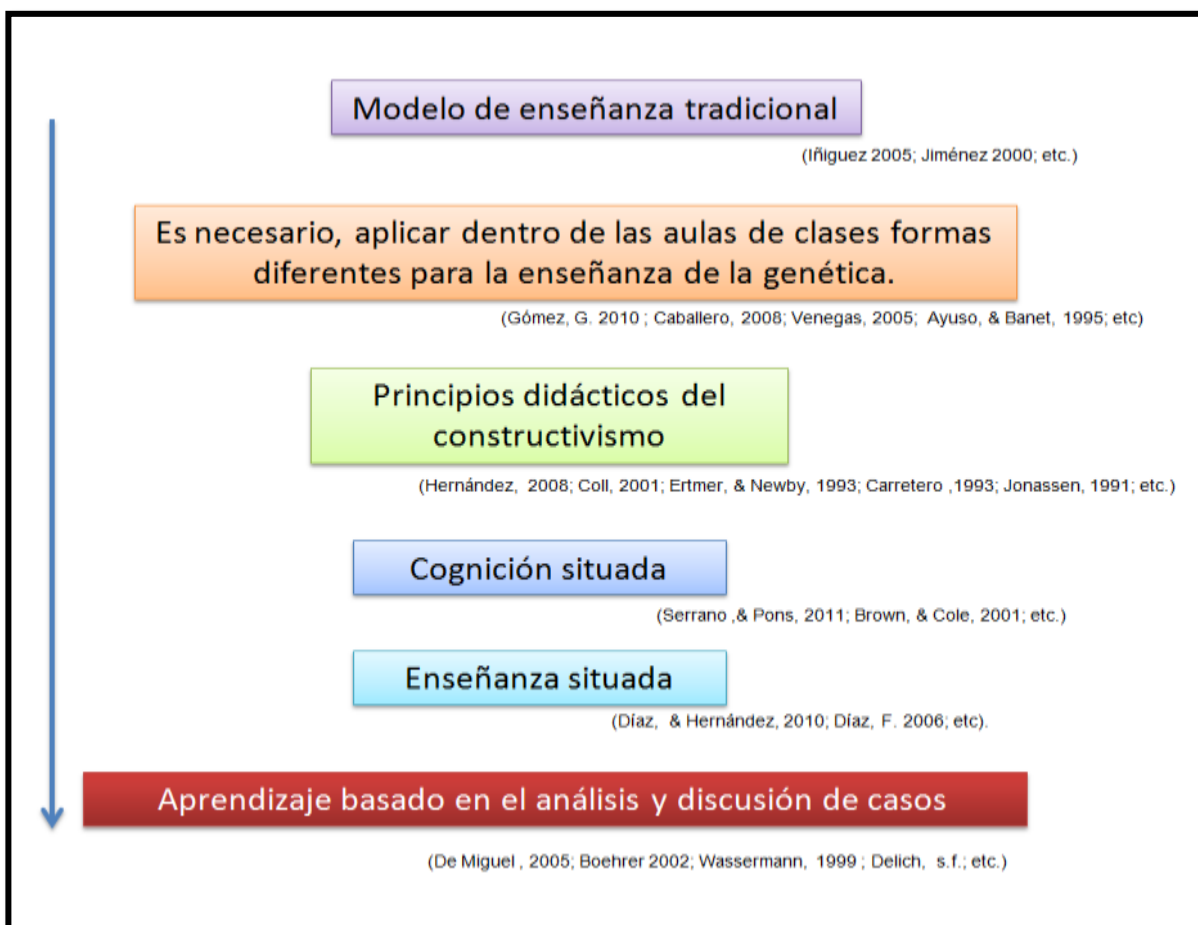 Modelo de enseñanza tradicional
(Iñiguez 2005; Jiménez 2000; etc.)
Es necesario, aplicar dentro de las aulas de clases formas
diferentes para la enseñanza de la genética.
(Gómez, G. 2010 ; Caballero, 2008; Venegas, 2005; Ayuso, & Banet, 1995; etc)
Principios didácticos del
constructivismo
(Hernández, 2008; Coll, 2001; Ertmer, & Newby, 1993; Carretero ,1993; Jonassen, 1991; etc.)
Cognición situada
(Serrano ,& Pons, 2011; Brown, & Cole, 2001; etc.)
Enseñanza situada
(Díaz, & Hernández, 2010; Díaz, F. 2006; etc).
Aprendizaje basado en el análisis y discusión de casos
(De Miguel , 2005; Boehrer 2002; Wassermann, 1999 ; Delich, s.f.; etc.)